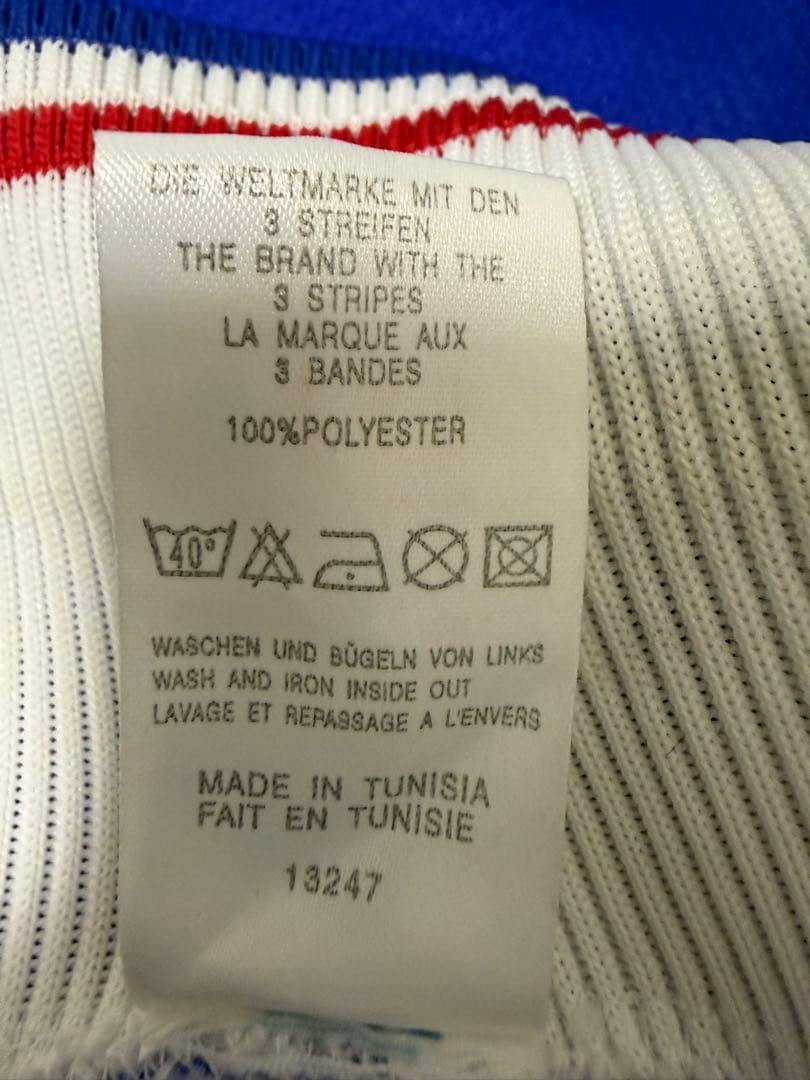 DIE WELTMARKE MIT DEN
3 STREIFEN
THE BRAND WITH THE
3 STRIPES
LA MARQUE AUX
3 BANDES
100%POLYESTER
40°
WASCHEN UND BÜGELN VON LINKS
WASH AND IRON INSIDE OUT
LAVAGE ET REPASSAGE A L'ENVERS
MADE IN TUNISIA
FAIT EN TUNISIE
13247